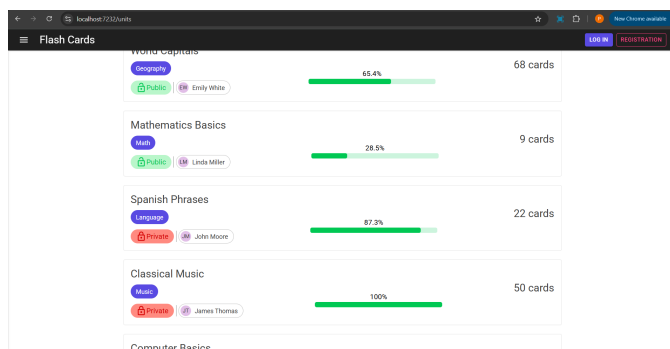 localhost:7232/units
P
New Chrome available
Flash Cards
LOG IN
REGISTRATION
World Capitals
Geography
Public
EW Emily White
65.4%
68 cards
Mathematics Basics
Math
Public
LM Linda Miller
28.5%
9 cards
Spanish Phrases
Language
Private
JM John Moore
87.3%
22 cards
Classical Music
Music
Private
JT James Thomas
100%
50 cards
Computer Basics